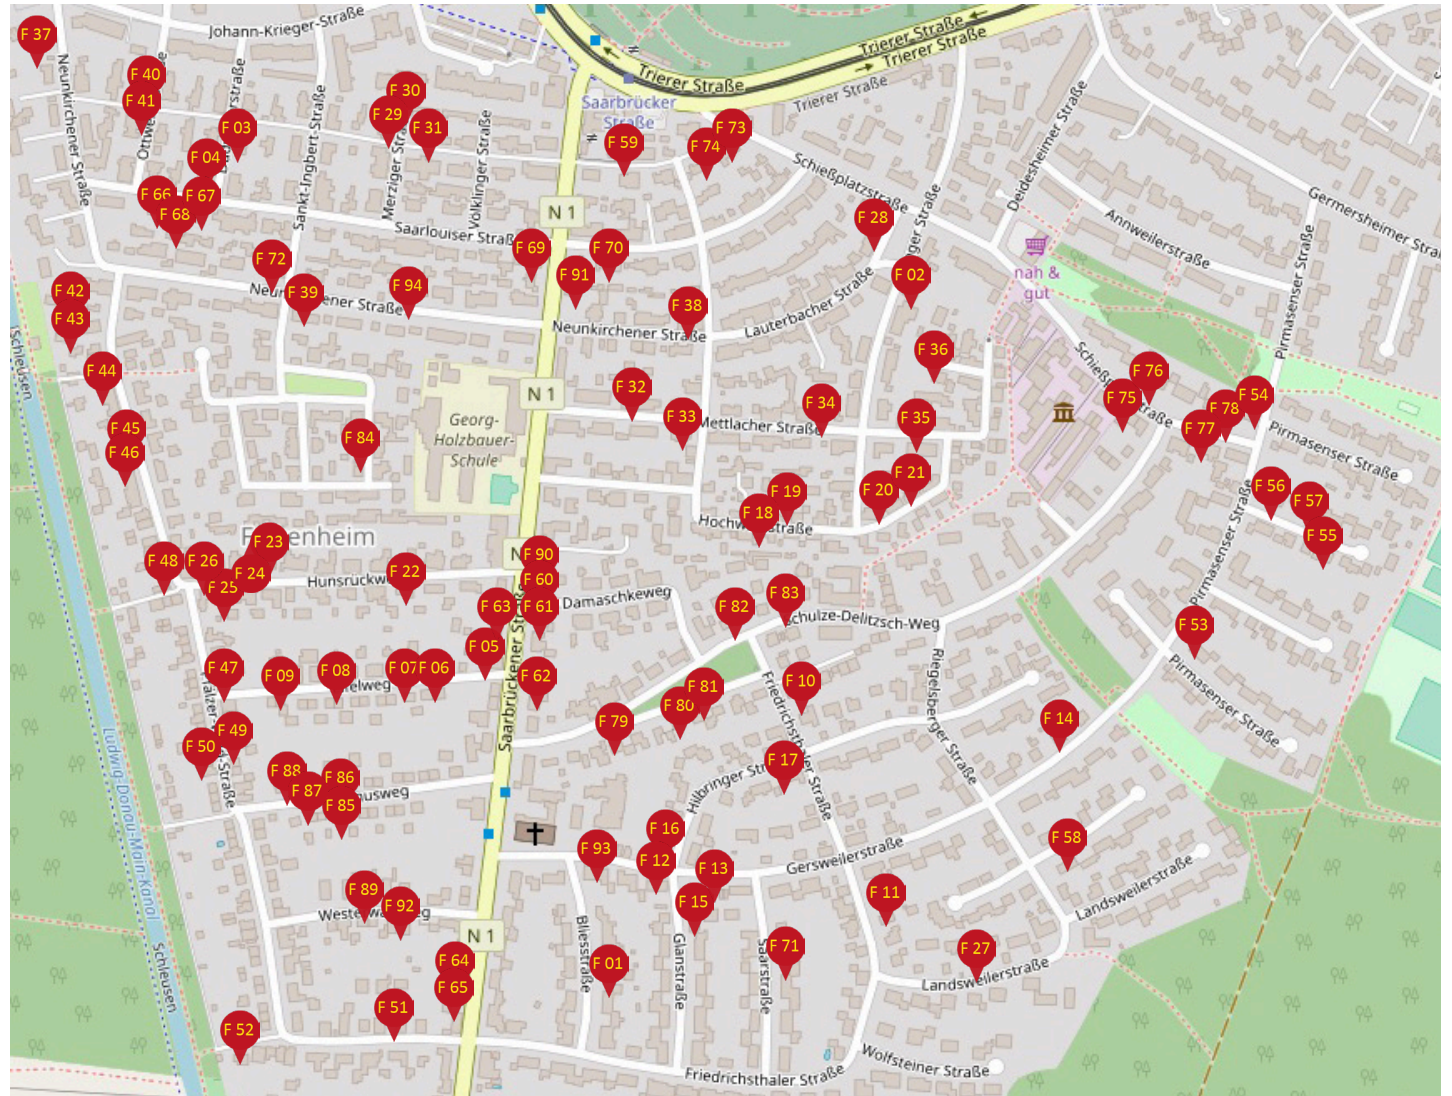 Johann-Krieger-Straße
Trierer Straße
Trierer Straße
Trierer Straße
Trierer Straße
F 37
F 40
F 41
F 03
F 04
F 30
F 29
F 31
Saarbrücker
Straße
F 59
F 73
F 74
Neunkirchener Straße
Sankt-Ingbert-Straße
Völklinger Straße
Schießplatzstraße
Deidesheimer Straße
Germersheimer
Annweilerstraße
F 66
F 67
F 68
N 1
Saarlouiser Straß
F 69
F 70
F 91
F 28
F 02
nah &
gut
F 72
F 39
F 94
F 42
F 43
F 38
Neunkirchener Straße
Lauterbacher Straße
Pirmasenser Straße
F 44
F 36
F 32
F 33
Mettlacher Straße
F 34
F 35
N 1
Georg-
Holzbauer-
Schule
F 76
F 75
F 54
F 78
F 77
Pirmasenser Straße
F 45
F 46
F 84
F 19
F 18
F 20
F 21
F 56
F 57
F 55
Pirmasenser Straße
F 48
F 26
F 23
F 24
F 25
F 22
F 90
F 60
F 61
F 63
F 05
Damaschkeweg
F 82
F 83
Schulze-Delitzsch-Weg
F 53
Pirmasenser Straße
F 47
F 09
F 08
F 07
F 06
F 62
Saarbrückener Straße
F 10
F 81
F 80
F 79
Riegelsberger Straße
F 14
F 49
F 50
F 88
F 87
F 86
F 85
F 17
Ludwig-Donau-Main-Kanal
Schleusen
Schleusen
F 16
F 12
F 93
F 13
F 15
Gersweilerstraße
F 58
F 11
Landsweilerstraße
F 89
F 92
N 1
F 64
F 65
F 01
Bliesstraße
Glanstraße
Saarstraße
F 71
F 27
Landsweilerstraße
F 51
F 52
Friedrichsthaler Straße
Wolfsteiner Straße